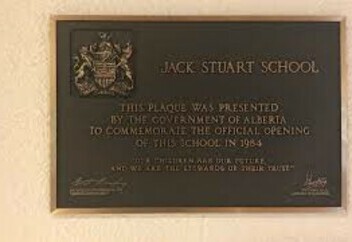 JACK STUART SCHOOL
THIS PLAQUE WAS PRESENTED
BY THE GOVERNMENT OF ALBERTA
TO COMMEMORATE THE OFFICIAL OPENING
OF THIS SCHOOL IN 1984
"OUR CHILDREN ARE OUR FUTURE,
AND WE ARE THE STEWARDS OF THEIR TRUST"